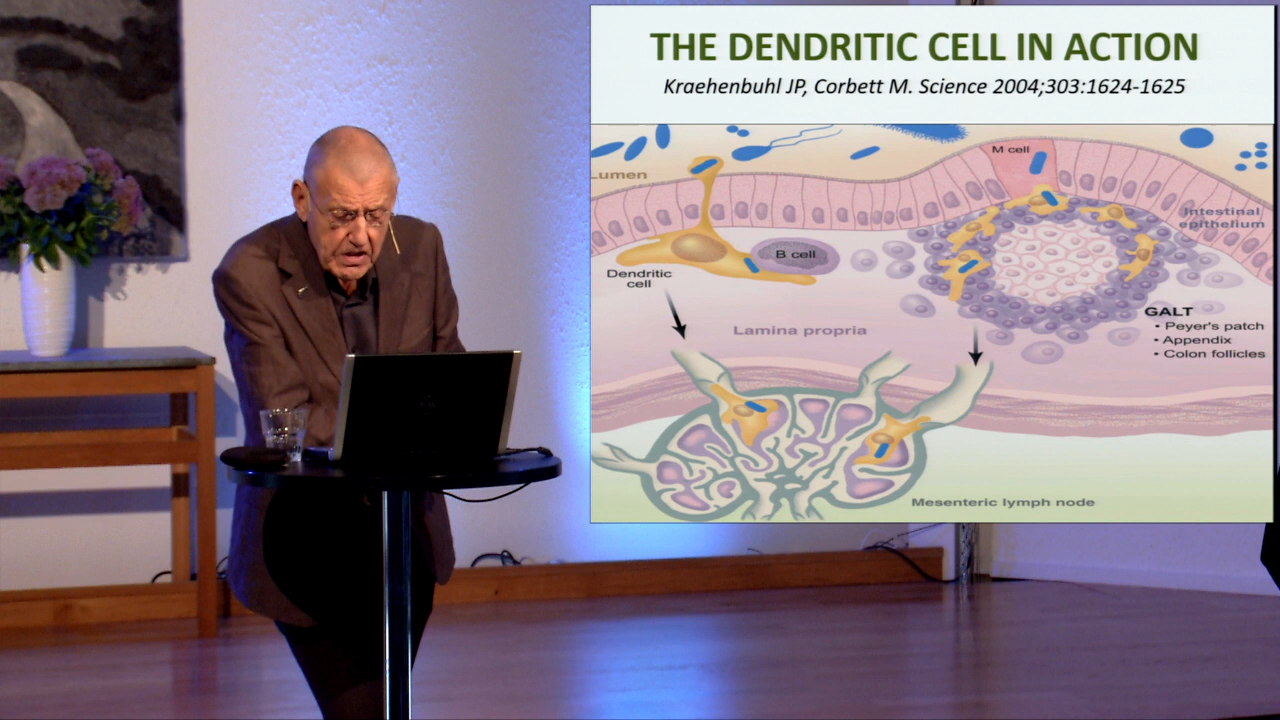 THE DENDRITIC CELL IN ACTION
Kraehenbuhl JP, Corbett M. Science 2004;303:1624-1625
M cell
Lumen
Intestinal
epithelium
B cell
Dendritic
cell
GALT
• Peyer's patch
• Appendix
• Colon follicles
Lamina propria
Mesenteric lymph node